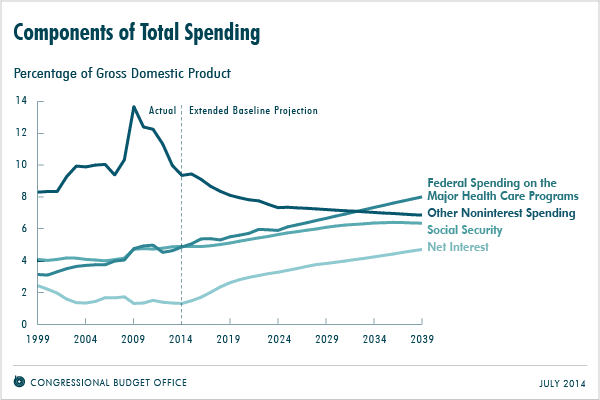 Components of Total Spending
Percentage of Gross Domestic Product
14
12
10
8
6
4
2
0
Actual
Extended Baseline Projection
Federal Spending on the
Major Health Care Programs
Other Noninterest Spending
Social Security
Net Interest
1999 2004 2009 2014 2019 2024 2029 2034 2039
CONGRESSIONAL BUDGET OFFICE
JULY 2014